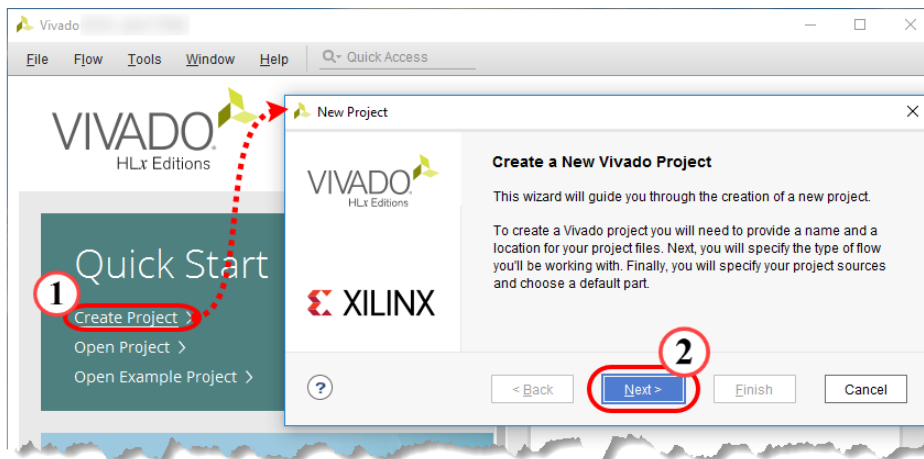 Vivado
File Flow Tools Window Help Quick Access
VIVADO.
HLx Editions
Quick Start
1
Create Project >
Open Project >
Open Example Project >
New Project
VIVADO.
HLx Editions
XILINX
Create a New Vivado Project
This wizard will guide you through the creation of a new project.
To create a Vivado project you will need to provide a name and a
location for your project files. Next, you will specify the type of flow
you'll be working with. Finally, you will specify your project sources
and choose a default part.
2
? < Back Next > Finish Cancel